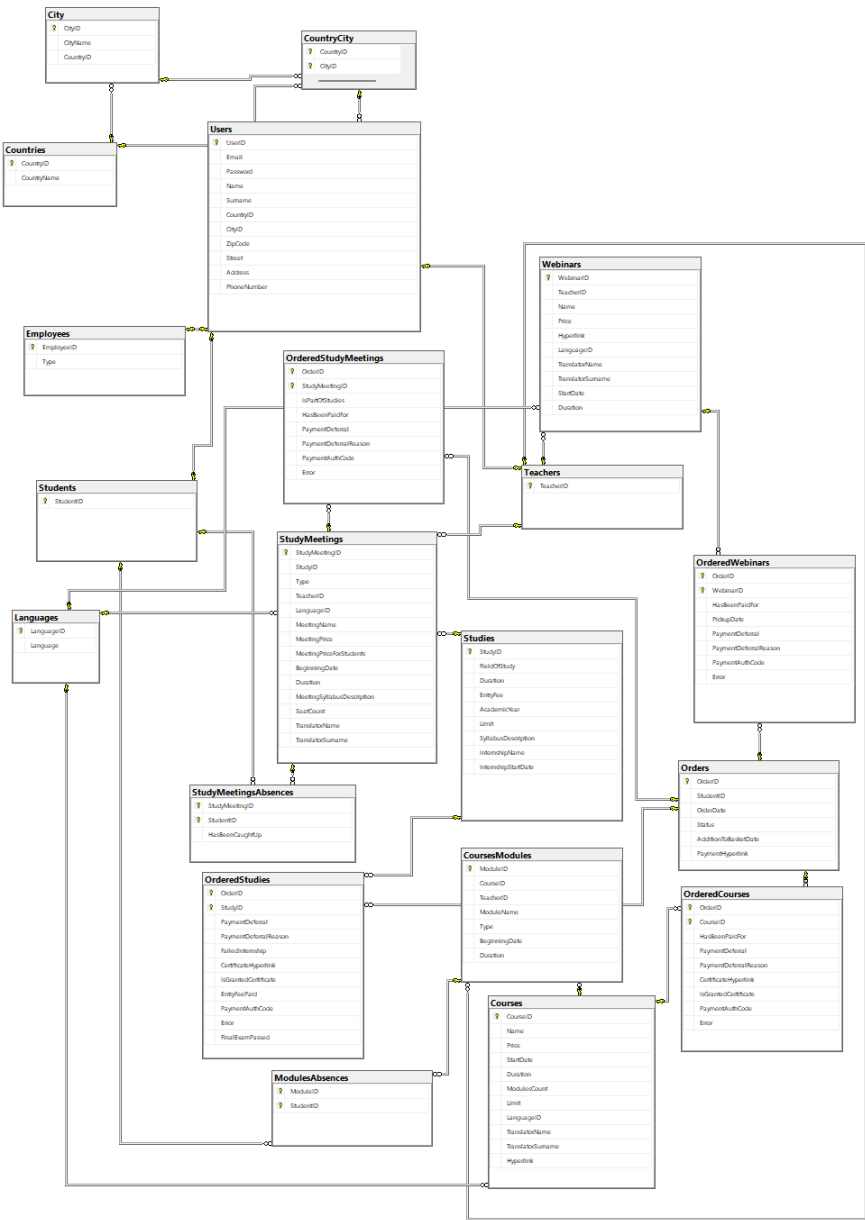 City
CityID
CityName
CountryID
CountryCity
CountryID
CityID
Countries
CountryID
CountryName
Users
UserID
Email
Password
Name
Surname
CountryID
CityID
ZipCode
Street
Address
PhoneNumber
Webinars
WebinarID
TeacherID
Name
Price
Hyperlink
LanguageID
TranslatorName
TranslatorSurname
StartDate
Duration
Employees
EmployeeID
Type
OrderedStudyMeetings
OrderID
StudyMeetingID
IsPartOfStudies
HasBeenPaidFor
PaymentDeferral
PaymentDeferralReason
PaymentAuthCode
Error
Teachers
TeacherID
Students
StudentID
StudyMeetings
StudyMeetingID
StudyID
Type
TeacherID
LanguageID
MeetingName
MeetingPrice
MeetingPriceForStudents
BeginningDate
Duration
MeetingSyllabusDescription
SeatCount
TranslatorName
TranslatorSurname
OrderedWebinars
OrderID
WebinarID
HasBeenPaidFor
PickupDate
PaymentDeferral
PaymentDeferralReason
PaymentAuthCode
Error
Languages
LanguageID
Language
Studies
StudyID
FieldOfStudy
Duration
EntryFee
AcademicYear
Limit
SyllabusDescription
InternshipName
InternshipStartDate
Orders
OrderID
StudentID
OrderDate
Status
AdditionToBasketDate
PaymentHyperlink
StudyMeetingsAbsences
StudyMeetingID
StudentID
HasBeenCaughtUp
CoursesModules
ModuleID
CourseID
TeacherID
ModuleName
Type
BeginningDate
Duration
OrderedStudies
OrderID
StudyID
PaymentDeferral
PaymentDeferralReason
FailedInternship
CertificateHyperlink
IsGrantedCertificate
EntryFeePaid
PaymentAuthCode
Error
FinalExamPassed
OrderedCourses
OrderID
CourseID
HasBeenPaidFor
PaymentDeferral
PaymentDeferralReason
CertificateHyperlink
IsGrantedCertificate
PaymentAuthCode
Error
Courses
CourseID
Name
Price
StartDate
Duration
ModulesCount
Limit
LanguageID
TranslatorName
TranslatorSurname
Hyperlink
ModulesAbsences
ModuleID
StudentID